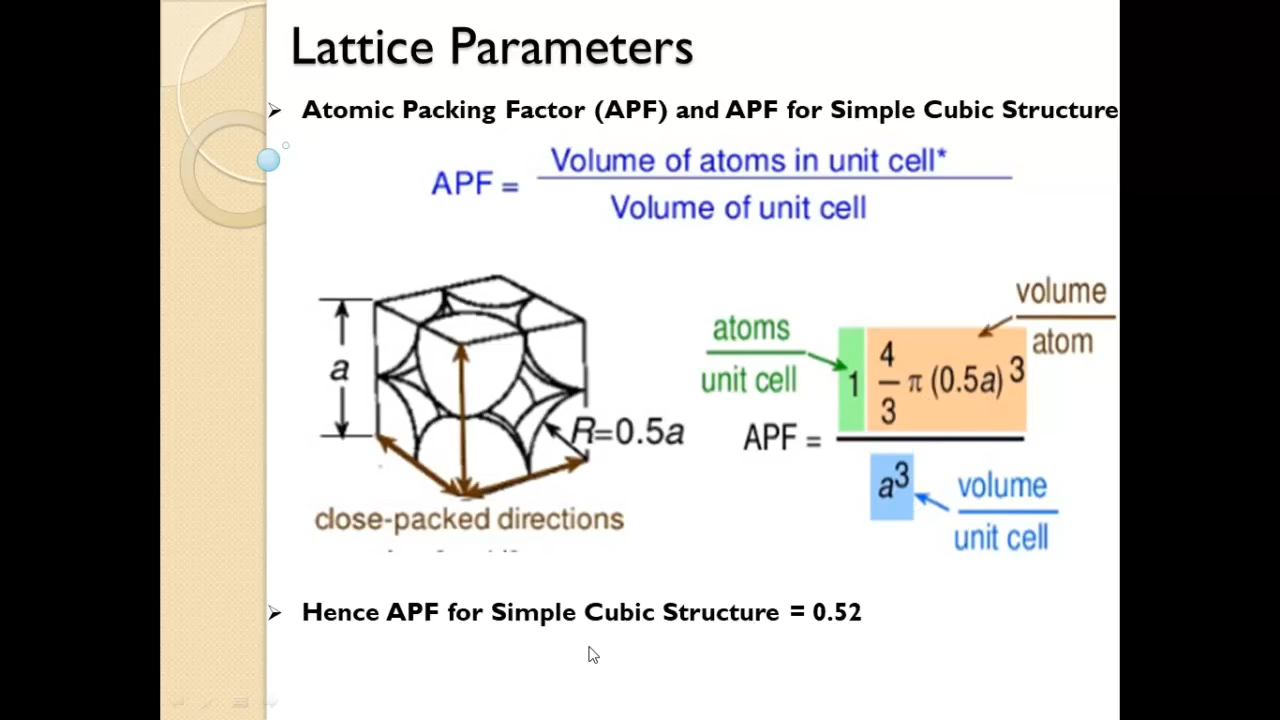 Lattice Parameters
Atomic Packing Factor (APF) and APF for Simple Cubic Structure
APF = Volume of atoms in unit cell*
Volume of unit cell
a
R=0.5a
close-packed directions
atoms
unit cell
volume
atom
APF = 1 4/3 π (0.5a)3
a3
volume
unit cell
Hence APF for Simple Cubic Structure = 0.52